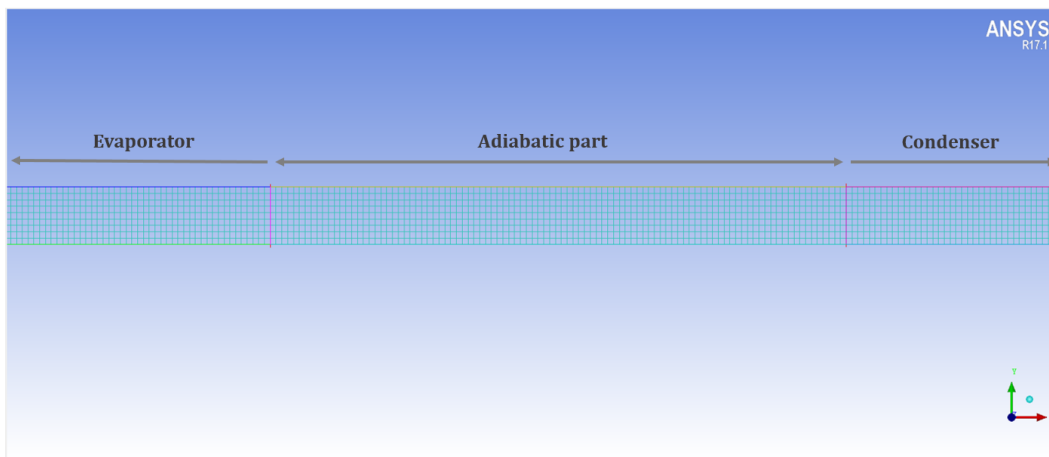 ANSYS
R17.1
Evaporator
Adiabatic part
Condenser
Y